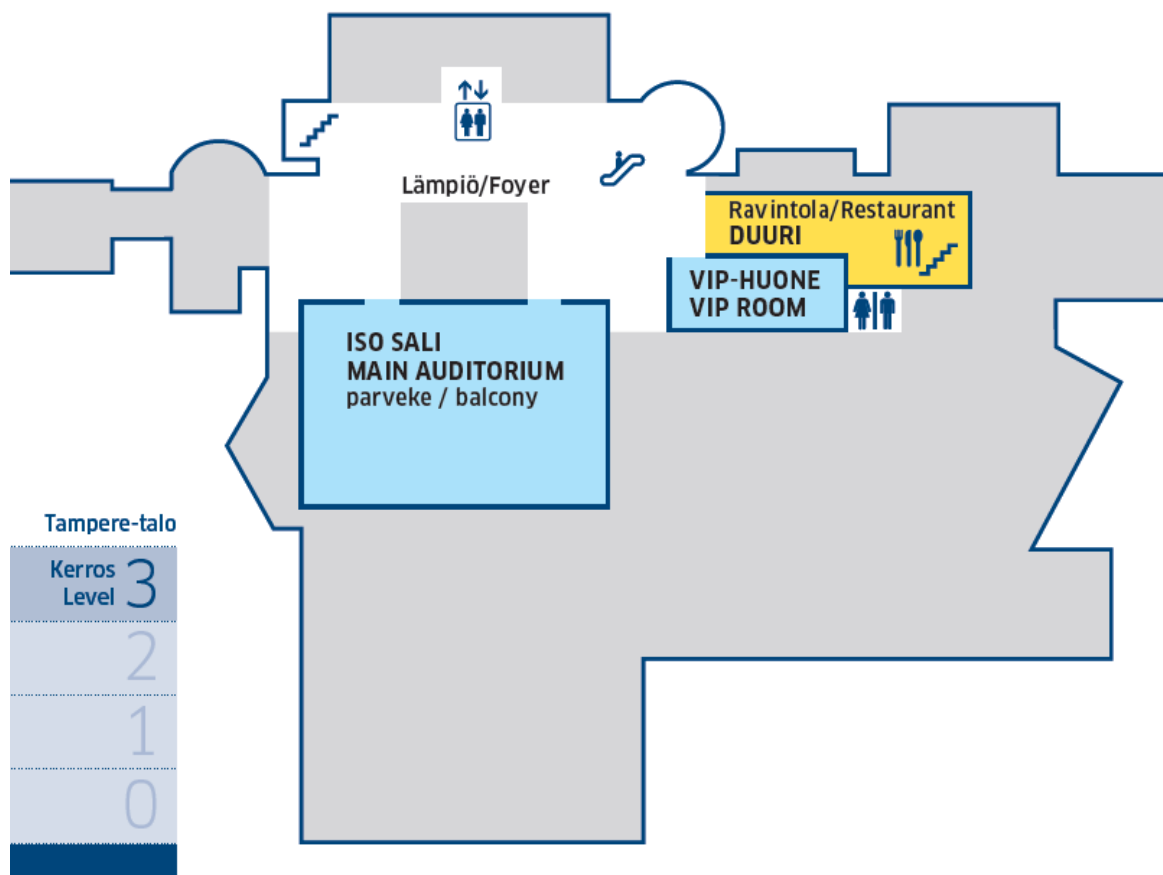 Lämpiö/Foyer
Ravintola/Restaurant
DUURI
VIP-HUONE
VIP ROOM
ISO SALI
MAIN AUDITORIUM
parveke / balcony
Tampere-talo
Kerros 3
Level
2
1
0